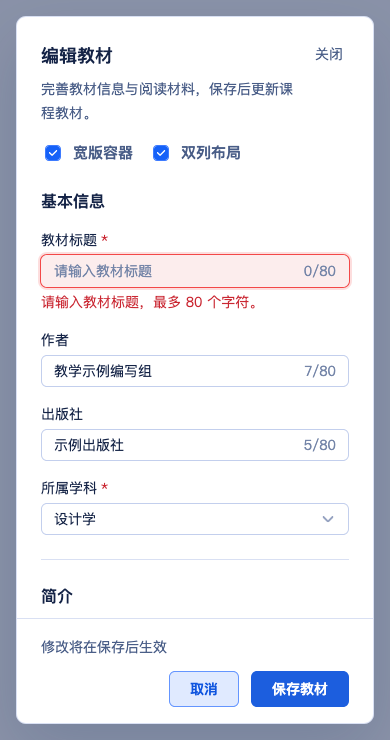 编辑教材
关闭
完善教材信息与阅读材料，保存后更新课
程教材。
宽版容器 双列布局
基本信息
教材标题 *
请输入教材标题 0/80
请输入教材标题，最多 80 个字符。
作者
教学示例编写组 7/80
出版社
示例出版社 5/80
所属学科 *
设计学
简介
修改将在保存后生效
取消 保存教材